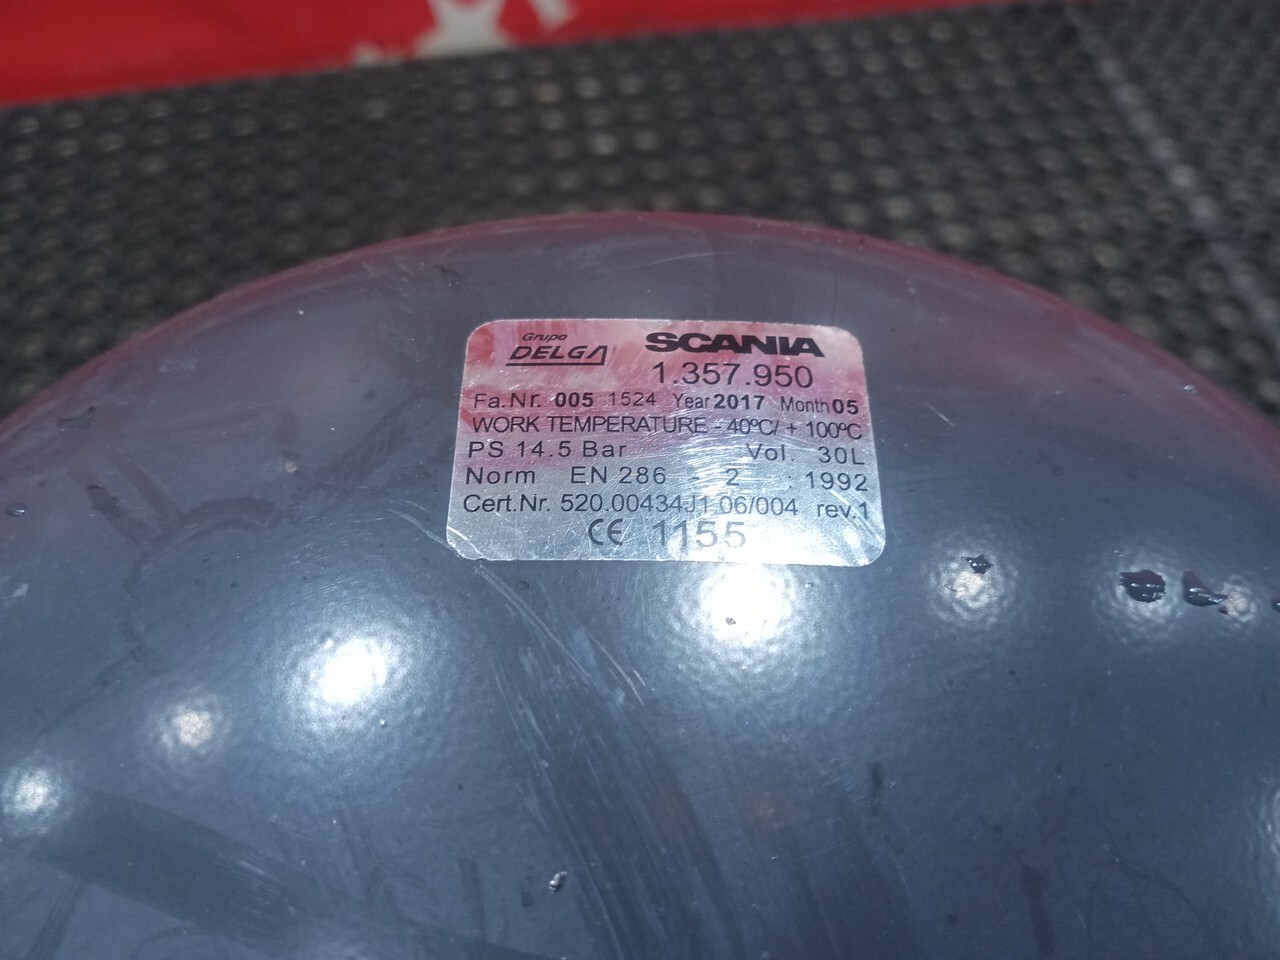 Grupo
DELGA SCANIA
1.357.950
Fa.Nr. 005 1524 Year 2017 Month 05
WORK TEMPERATURE - 40ºC/ + 100ºC
PS 14.5 Bar Vol. 30L
Norm EN 286 - 2 : 1992
Cert.Nr. 520.00434J1.06/004 rev.1
CE 1155